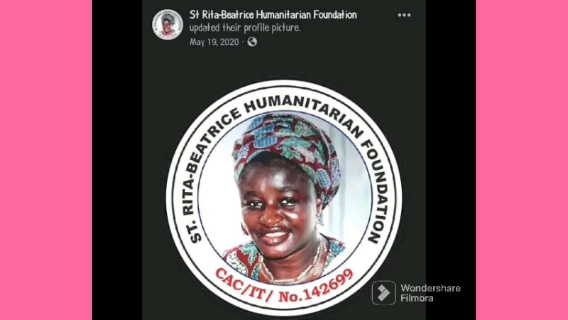 St Rita-Beatrice Humanitarian Foundation
updated their profile picture.
May 19, 2020 ·
ST. RITA-BEATRICE HUMANITARIAN FOUNDATION
CAC/IT/ No.142699
Wondershare
Filmora